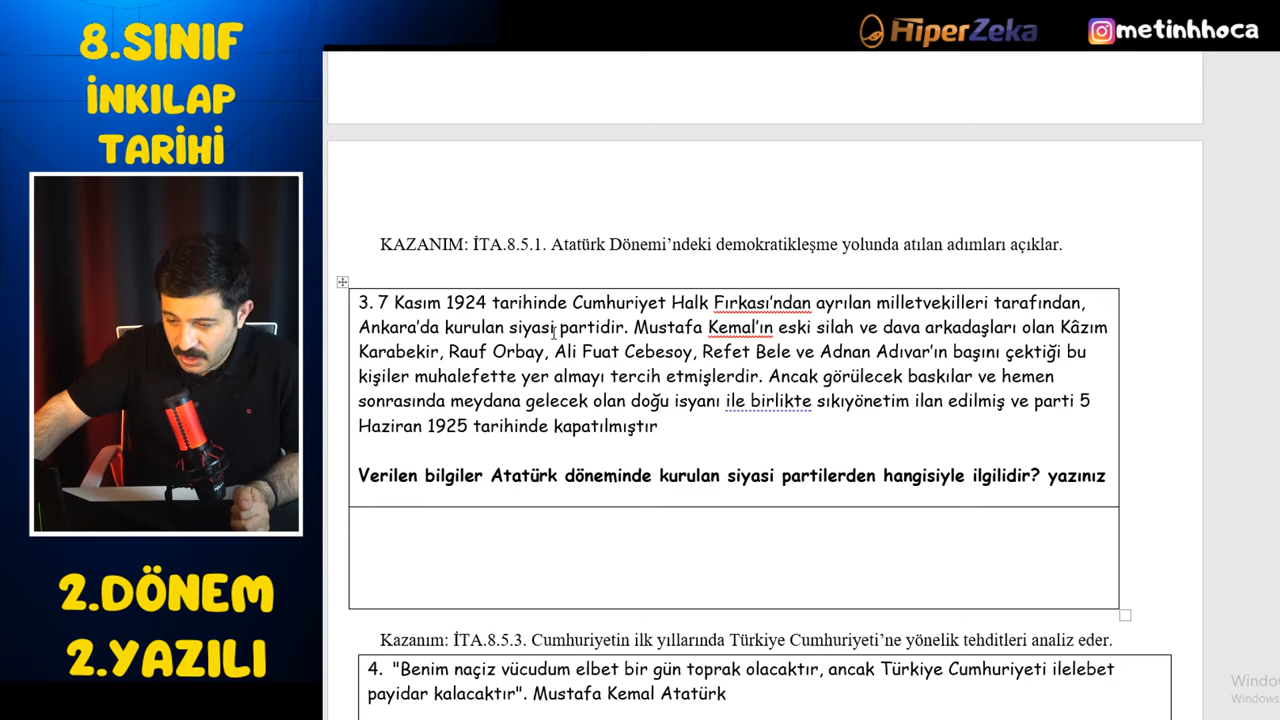 8.SINIF
İNKILAP
TARİHİ
2.DÖNEM
2.YAZILI
HiperZeka
metinhhoca
KAZANIM: İTA.8.5.1. Atatürk Dönemi’ndeki demokratikleşme yolunda atılan adımları açıklar.
3. 7 Kasım 1924 tarihinde Cumhuriyet Halk Fırkası’ndan ayrılan milletvekilleri tarafından,
Ankara’da kurulan siyasi partidir. Mustafa Kemal’ın eski silah ve dava arkadaşları olan Kâzım
Karabekir, Rauf Orbay, Ali Fuat Cebesoy, Refet Bele ve Adnan Adıvar’ın başını çektiği bu
kişiler muhalefette yer almayı tercih etmişlerdir. Ancak görülecek baskılar ve hemen
sonrasında meydana gelecek olan doğu isyanı ile birlikte sıkıyönetim ilan edilmiş ve parti 5
Haziran 1925 tarihinde kapatılmıştır
Verilen bilgiler Atatürk döneminde kurulan siyasi partilerden hangisiyle ilgilidir? yazınız
Kazanım: İTA.8.5.3. Cumhuriyetin ilk yıllarında Türkiye Cumhuriyeti’ne yönelik tehditleri analiz eder.
4. "Benim naçiz vücudum elbet bir gün toprak olacaktır, ancak Türkiye Cumhuriyeti ilelebet
payidar kalacaktır". Mustafa Kemal Atatürk